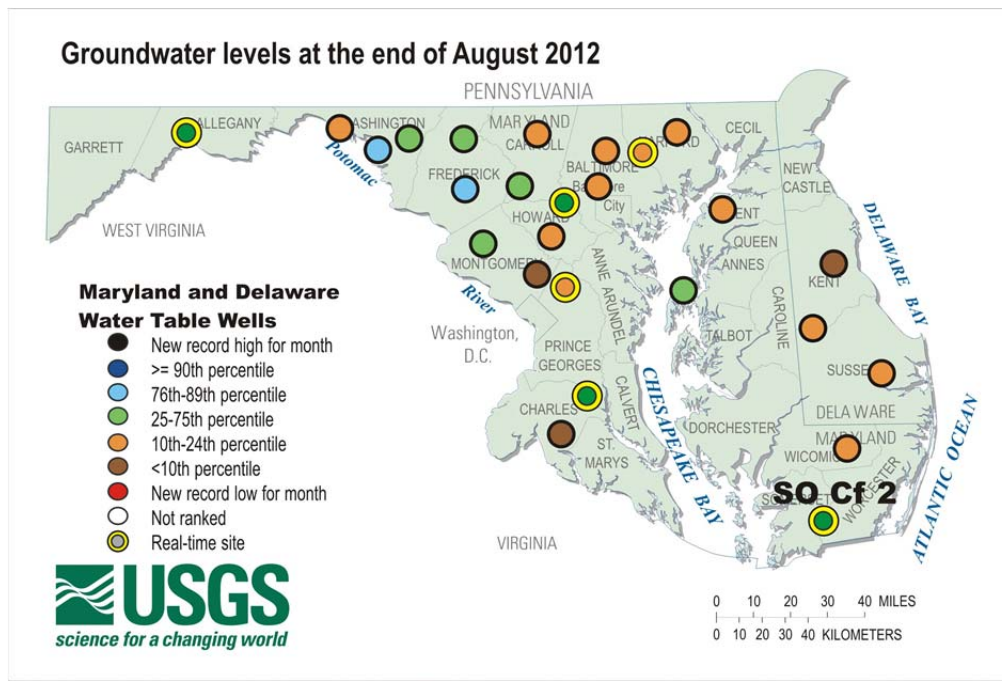 Groundwater levels at the end of August 2012
PENNSYLVANIA
ALLEGANY
GARRETT
WASHINGTON
MARYLAND
CARROLL
HARFORD
CECIL
BALTIMORE
Baltimore
City
FREDERICK
Potomac
NEW
CASTLE
HOWARD
KENT
WEST VIRGINIA
QUEEN
ANNES
MONTGOMERY
ANNE
ARUNDEL
KENT
DELAWARE BAY
River
Washington,
D.C.
CAROLINE
TALBOT
PRINCE
GEORGES
SUSSEX
CALVERT
CHESAPEAKE BAY
CHARLES
DELAWARE
DORCHESTER
MARYLAND
ST.
MARYS
WICOMICO
SOMERSET
WORCESTER
SO Cf 2
ATLANTIC OCEAN
VIRGINIA
Maryland and Delaware
Water Table Wells
New record high for month
>= 90th percentile
76th-89th percentile
25-75th percentile
10th-24th percentile
<10th percentile
New record low for month
Not ranked
Real-time site
USGS
science for a changing world
0 10 20 30 40 MILES
0 10 20 30 40 KILOMETERS